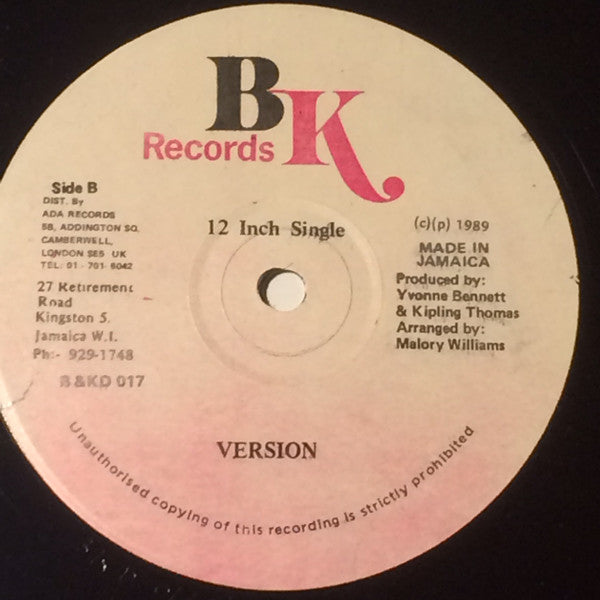 BK
Records
Side B
DIST. By
ADA RECORDS
5B, ADDINGTON SQ.
CAMBERWELL,
LONDON SE5 UK
TEL: 01 - 701- 6042
27 Retirement
Road
Kingston 5.
Jamaica W.I.
Ph:- 929-1748
B&KD 017
12 Inch Single
(c)(p) 1989
MADE IN
JAMAICA
Produced by:
Yvonne Bennett
& Kipling Thomas
Arranged by:
Malory Williams
VERSION
Unauthorised copying of this recording is strictly prohibited